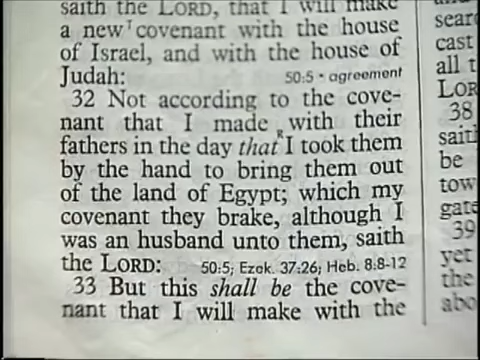 saith the LORD, that I will make
a new covenant with the house
of Israel, and with the house of
Judah: 50:5 • agreement
32 Not according to the cove-
nant that I made with their
fathers in the day that I took them
by the hand to bring them out
of the land of Egypt; which my
covenant they brake, although I
was an husband unto them, saith
the LORD: 50:5; Ezek. 37:26; Heb. 8:8-12
33 But this shall be the cove-
nant that I will make with the
sear
cast
all t
LOR
38
saith
be
tow
gate
39
yet
the
abo